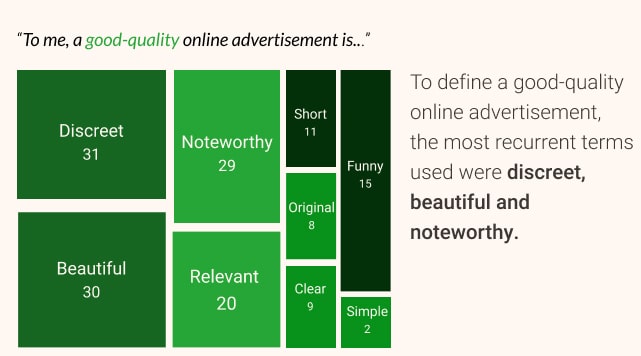 “To me, a good-quality online advertisement is...”
Discreet
31
Beautiful
30
Noteworthy
29
Relevant
20
Short
11
Original
8
Clear
9
Funny
15
Simple
2
To define a good-quality
online advertisement,
the most recurrent terms
used were discreet,
beautiful and
noteworthy.